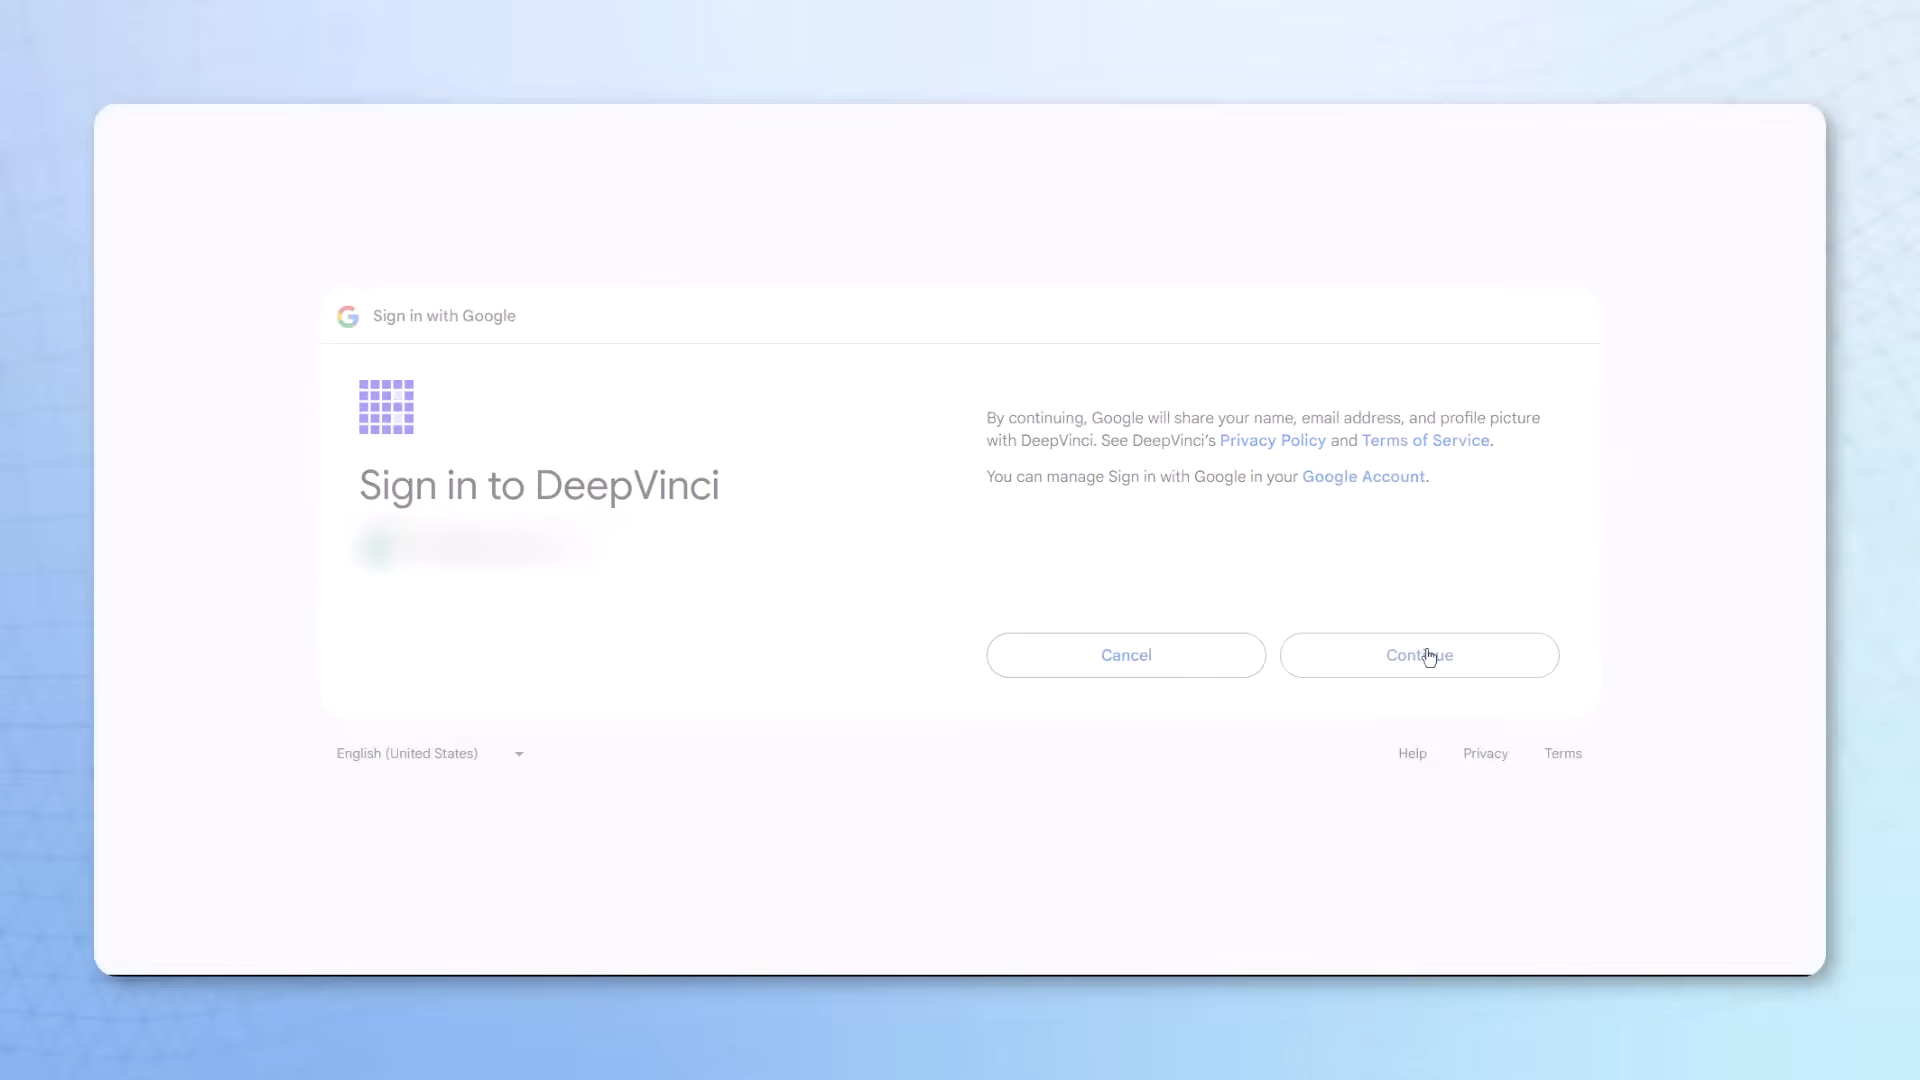 Sign in with Google
Sign in to DeepVinci
By continuing, Google will share your name, email address, and profile picture
with DeepVinci. See DeepVinci's Privacy Policy and Terms of Service.
You can manage Sign in with Google in your Google Account.
Cancel
Continue
English (United States)
Help
Privacy
Terms